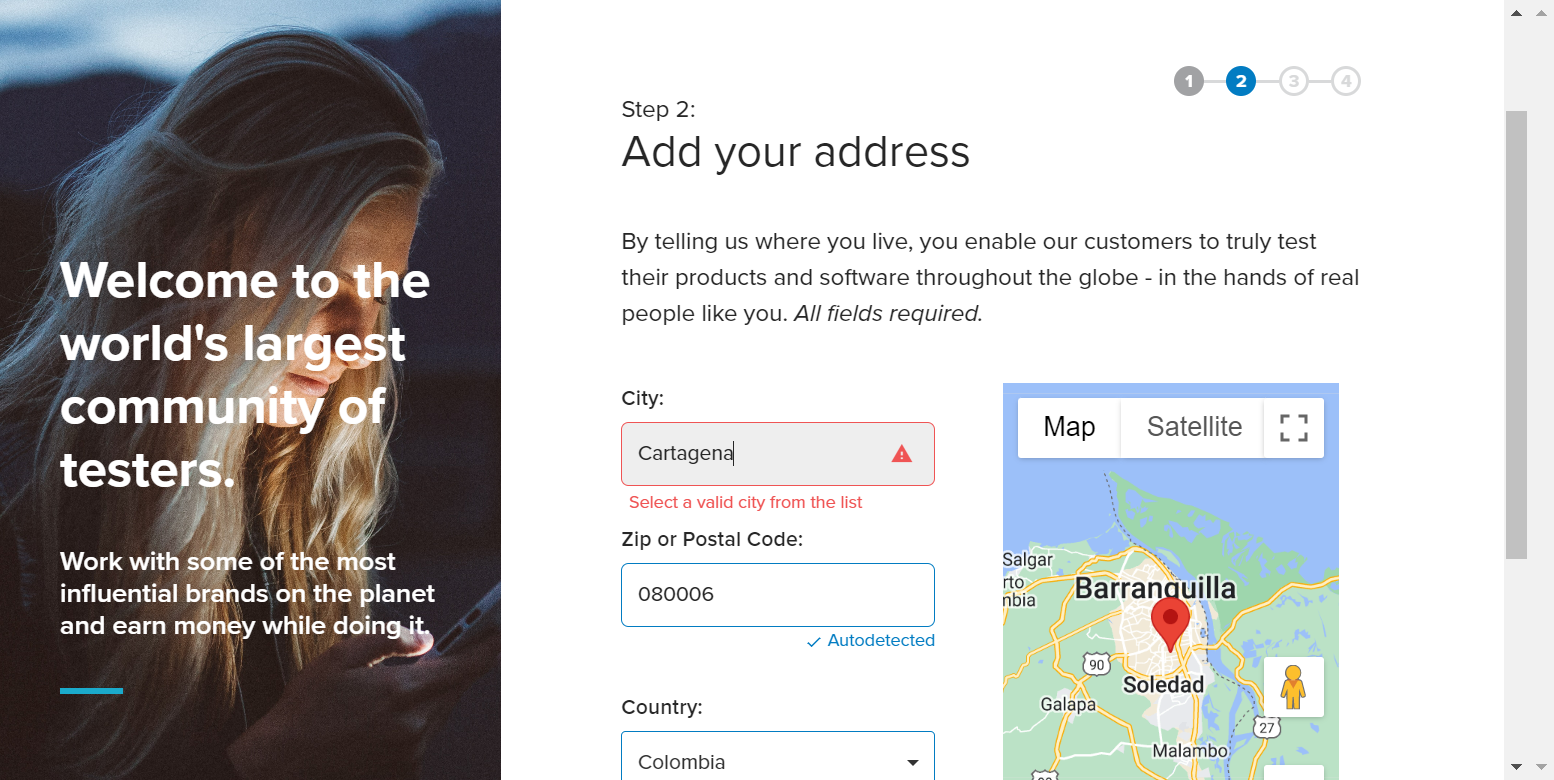 Welcome to the
world's largest
community of
testers.
Work with some of the most
influential brands on the planet
and earn money while doing it.
1 2 3 4
Step 2:
Add your address
By telling us where you live, you enable our customers to truly test
their products and software throughout the globe - in the hands of real
people like you. All fields required.
City:
Cartagena
Select a valid city from the list
Zip or Postal Code:
080006
Autodetected
Country:
Colombia
Map Satellite
Salgar
rto
mbia
Barranquilla
90
Soledad
Galapa
27
Malambo